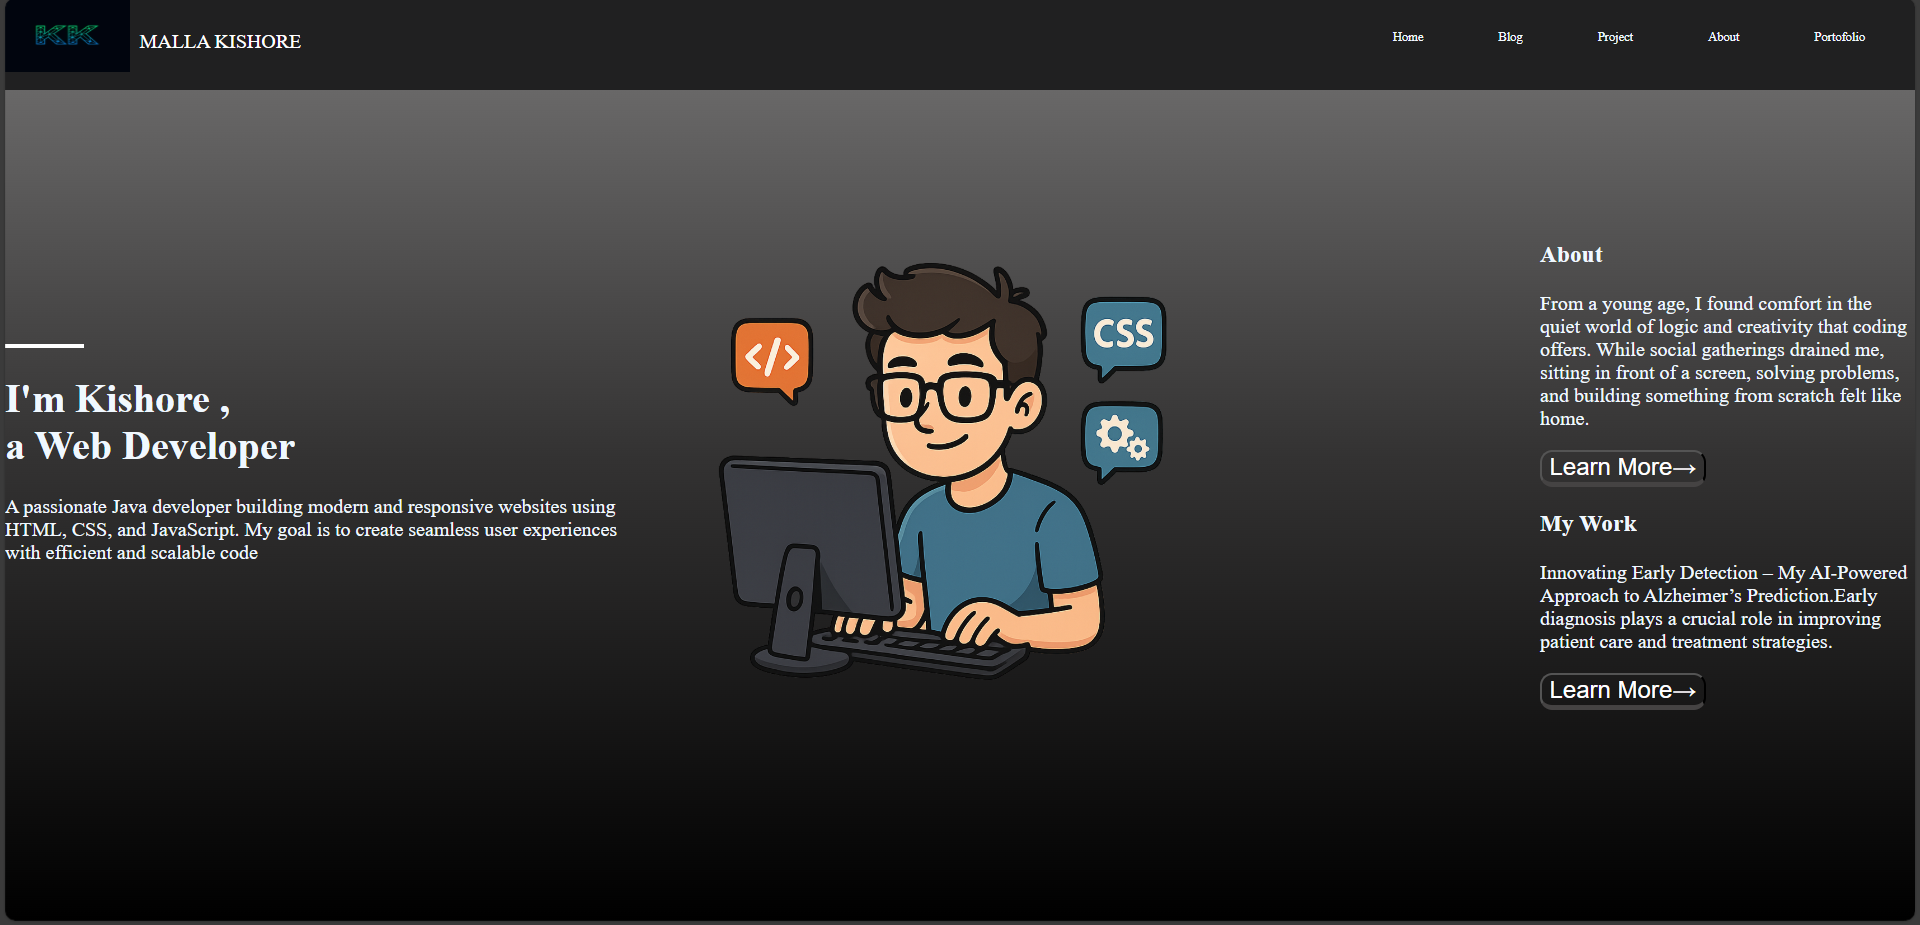 KK
MALLA KISHORE
Home
Blog
Project
About
Portofolio
I'm Kishore ,
a Web Developer
A passionate Java developer building modern and responsive websites using
HTML, CSS, and JavaScript. My goal is to create seamless user experiences
with efficient and scalable code
</>
CSS
About
From a young age, I found comfort in the
quiet world of logic and creativity that coding
offers. While social gatherings drained me,
sitting in front of a screen, solving problems,
and building something from scratch felt like
home.
Learn More→
My Work
Innovating Early Detection – My AI-Powered
Approach to Alzheimer’s Prediction.Early
diagnosis plays a crucial role in improving
patient care and treatment strategies.
Learn More→